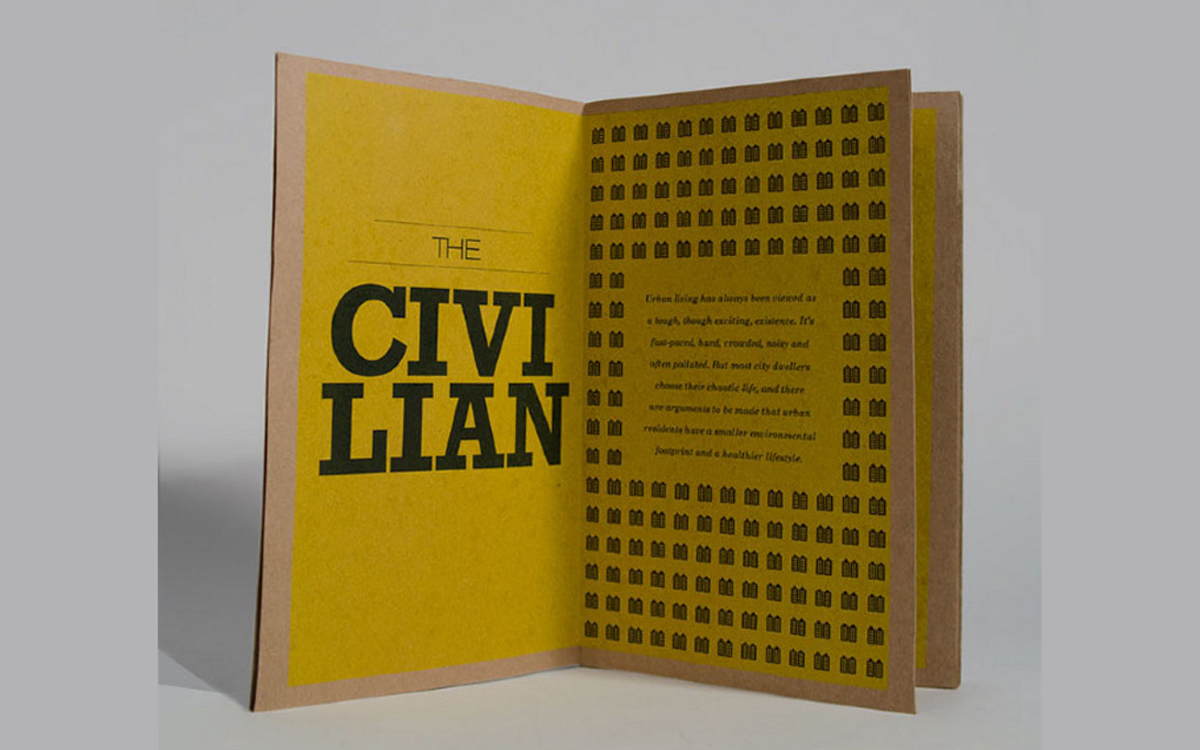 THE
CIVI
LIAN
Urban living has always been viewed as
a tough, though exciting, existence. It's
fast-paced, hard, crowded, noisy and
often polluted. But most city dwellers
choose their chaotic life, and there
are arguments to be made that urban
residents have a smaller environmental
footprint and a healthier lifestyle.